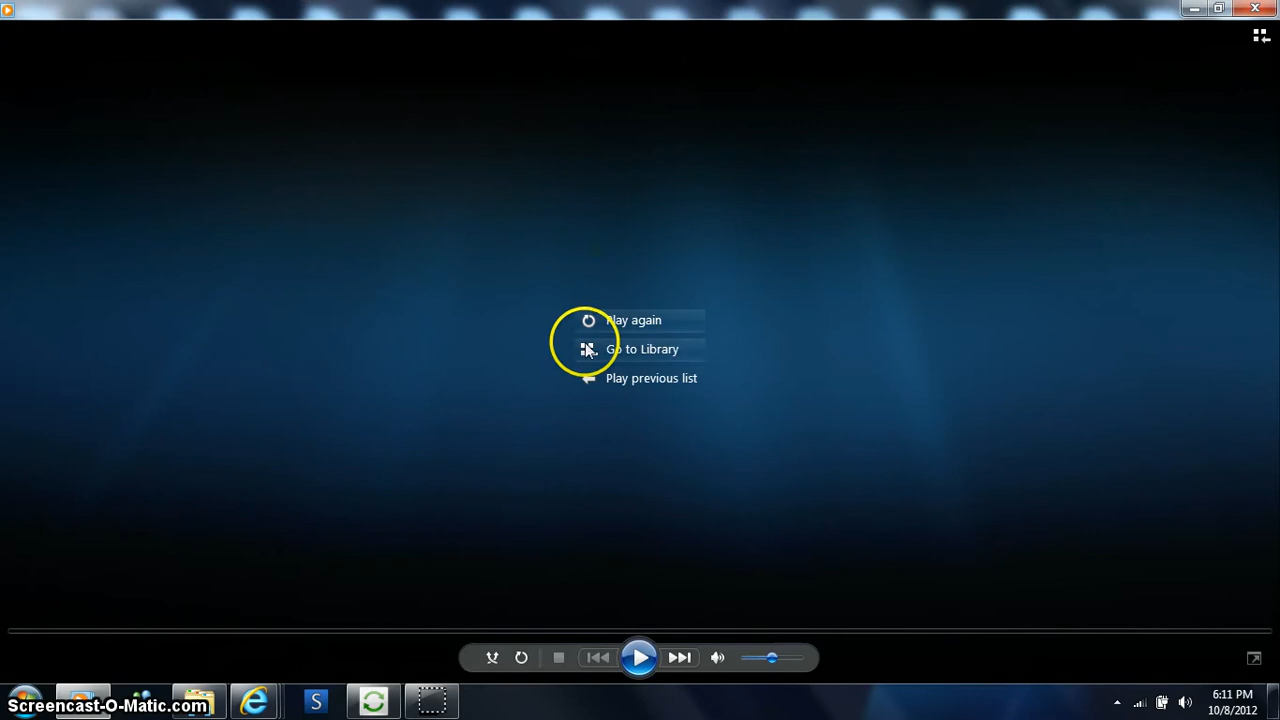 Play again
Go to Library
Play previous list
S
Screencast-O-Matic.com
6:11 PM
10/8/2012